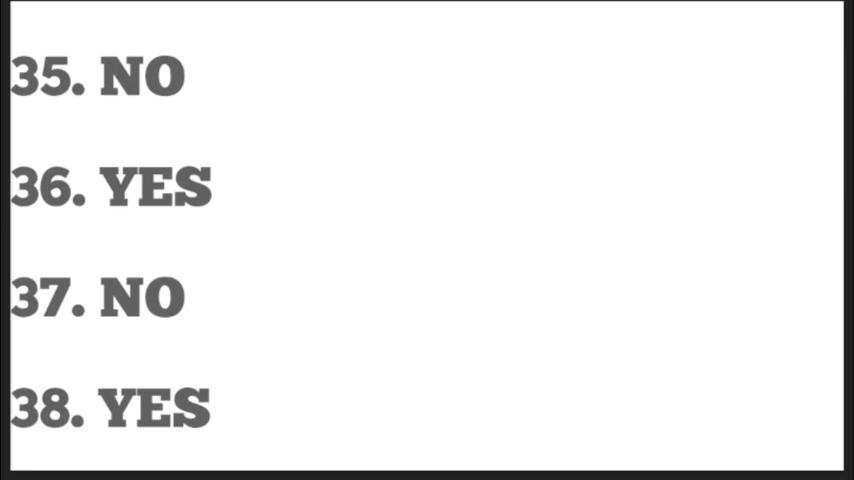 35. NO
36. YES
37. NO
38. YES